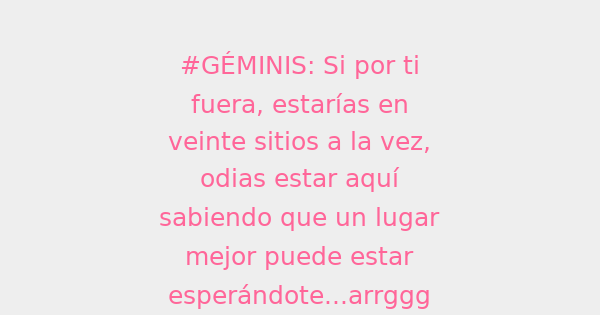 #GÉMINIS: Si por ti
fuera, estarías en
veinte sitios a la vez,
odias estar aquí
sabiendo que un lugar
mejor puede estar
esperándote...arrggg